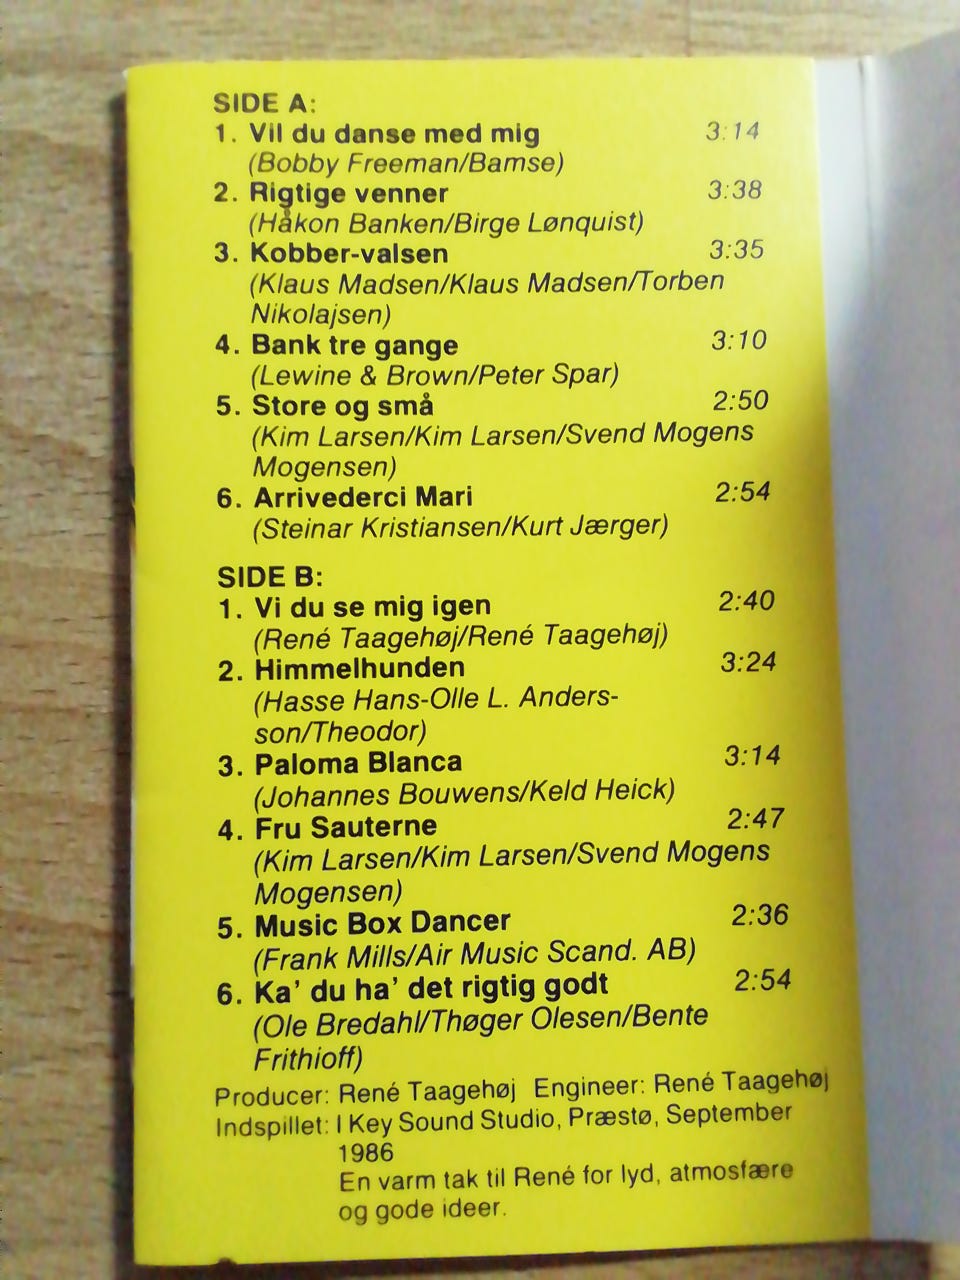 SIDE A:
1. Vil du danse med mig 3:14
(Bobby Freeman/Bamse)
2. Rigtige venner 3:38
(Håkon Banken/Birge Lønquist)
3. Kobber-valsen 3:35
(Klaus Madsen/Klaus Madsen/Torben
Nikolajsen)
4. Bank tre gange 3:10
(Lewine & Brown/Peter Spar)
5. Store og små 2:50
(Kim Larsen/Kim Larsen/Svend Mogens
Mogensen)
6. Arrivederci Mari 2:54
(Steinar Kristiansen/Kurt Jærger)
SIDE B:
1. Vi du se mig igen 2:40
(René Taagehøj/René Taagehøj)
2. Himmelhunden 3:24
(Hasse Hans-Olle L. Anders-
son/Theodor)
3. Paloma Blanca 3:14
(Johannes Bouwens/Keld Heick)
4. Fru Sauterne 2:47
(Kim Larsen/Kim Larsen/Svend Mogens
Mogensen)
5. Music Box Dancer 2:36
(Frank Mills/Air Music Scand. AB)
6. Ka' du ha' det rigtig godt 2:54
(Ole Bredahl/Thøger Olesen/Bente
Frithioff)
Producer: René Taagehøj Engineer: René Taagehøj
Indspillet: I Key Sound Studio, Præstø, September
1986
En varm tak til René for lyd, atmosfære
og gode ideer.